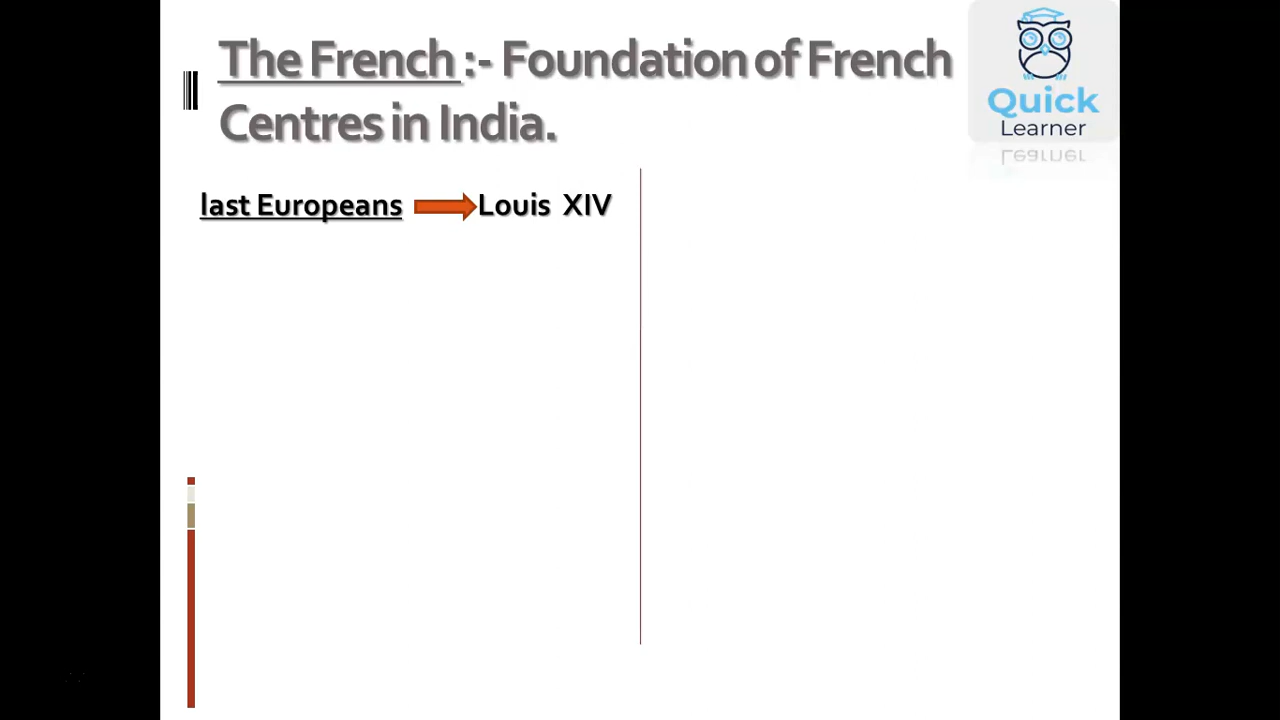 The French :- Foundation of French
Centres in India.
Quick
Learner
last Europeans Louis XIV